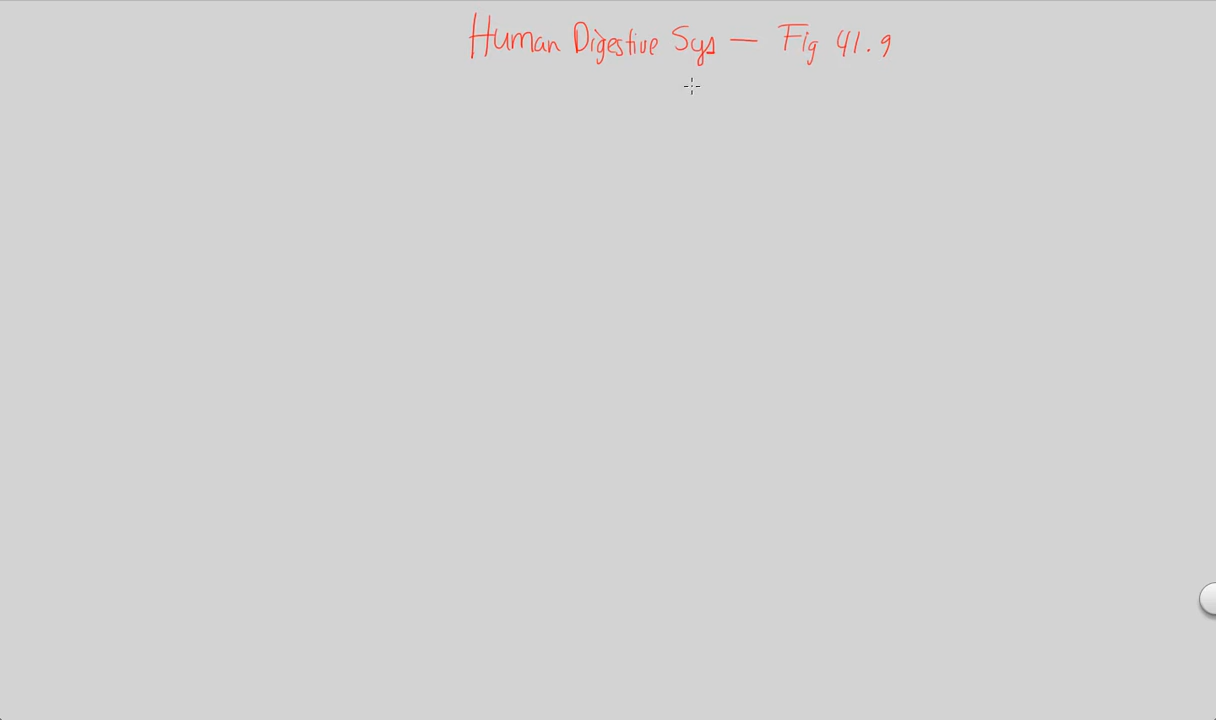 Human Digestive Sys — Fig 41.9